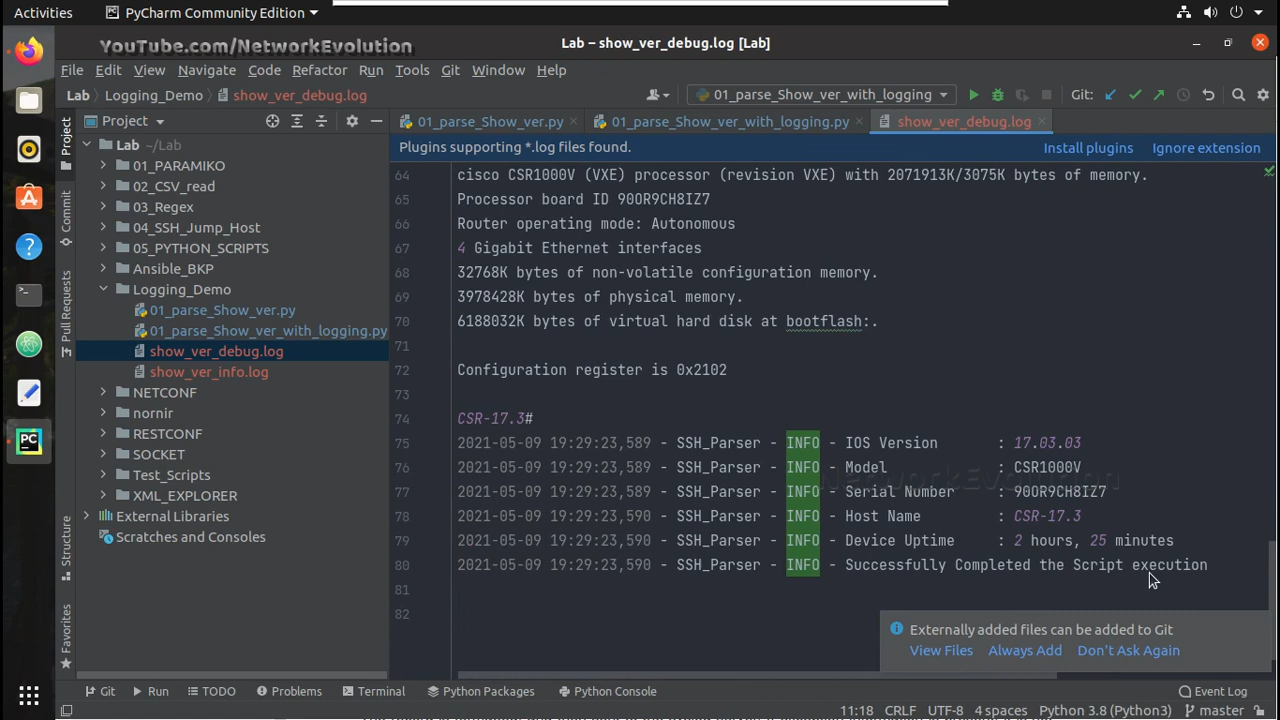 Activities
PyCharm Community Edition
YouTube.com/NetworkEvolution
Lab – show_ver_debug.log [Lab]
File Edit View Navigate Code Refactor Run Tools Git Window Help
Lab Logging_Demo show_ver_debug.log
01_parse_Show_ver_with_logging
Git:
Project
01_parse_Show_ver.py
01_parse_Show_ver_with_logging.py
show_ver_debug.log
Plugins supporting *.log files found.
Install plugins Ignore extension
Project
Commit
Pull Requests
Structure
Favorites
Lab ~/Lab
01_PARAMIKO
02_CSV_read
03_Regex
04_SSH_Jump_Host
05_PYTHON_SCRIPTS
Ansible_BKP
Logging_Demo
01_parse_Show_ver.py
01_parse_Show_ver_with_logging.py
show_ver_debug.log
show_ver_info.log
NETCONF
nornir
RESTCONF
SOCKET
Test_Scripts
XML_EXPLORER
External Libraries
Scratches and Consoles
64 cisco CSR1000V (VXE) processor (revision VXE) with 2071913K/3075K bytes of memory.
65 Processor board ID 90OR9CH8IZ7
66 Router operating mode: Autonomous
67 4 Gigabit Ethernet interfaces
68 32768K bytes of non-volatile configuration memory.
69 3978428K bytes of physical memory.
70 6188032K bytes of virtual hard disk at bootflash:.
71
72 Configuration register is 0x2102
73
74 CSR-17.3#
75 2021-05-09 19:29:23,589 - SSH_Parser - INFO - IOS Version : 17.03.03
76 2021-05-09 19:29:23,589 - SSH_Parser - INFO - Model : CSR1000V
77 2021-05-09 19:29:23,589 - SSH_Parser - INFO - Serial Number : 90OR9CH8IZ7
78 2021-05-09 19:29:23,590 - SSH_Parser - INFO - Host Name : CSR-17.3
79 2021-05-09 19:29:23,590 - SSH_Parser - INFO - Device Uptime : 2 hours, 25 minutes
80 2021-05-09 19:29:23,590 - SSH_Parser - INFO - Successfully Completed the Script execution
81
82
NetworkEvolution
Externally added files can be added to Git
View Files Always Add Don't Ask Again
Git Run TODO Problems Terminal Python Packages Python Console
Event Log
11:18 CRLF UTF-8 4 spaces Python 3.8 (Python3) master